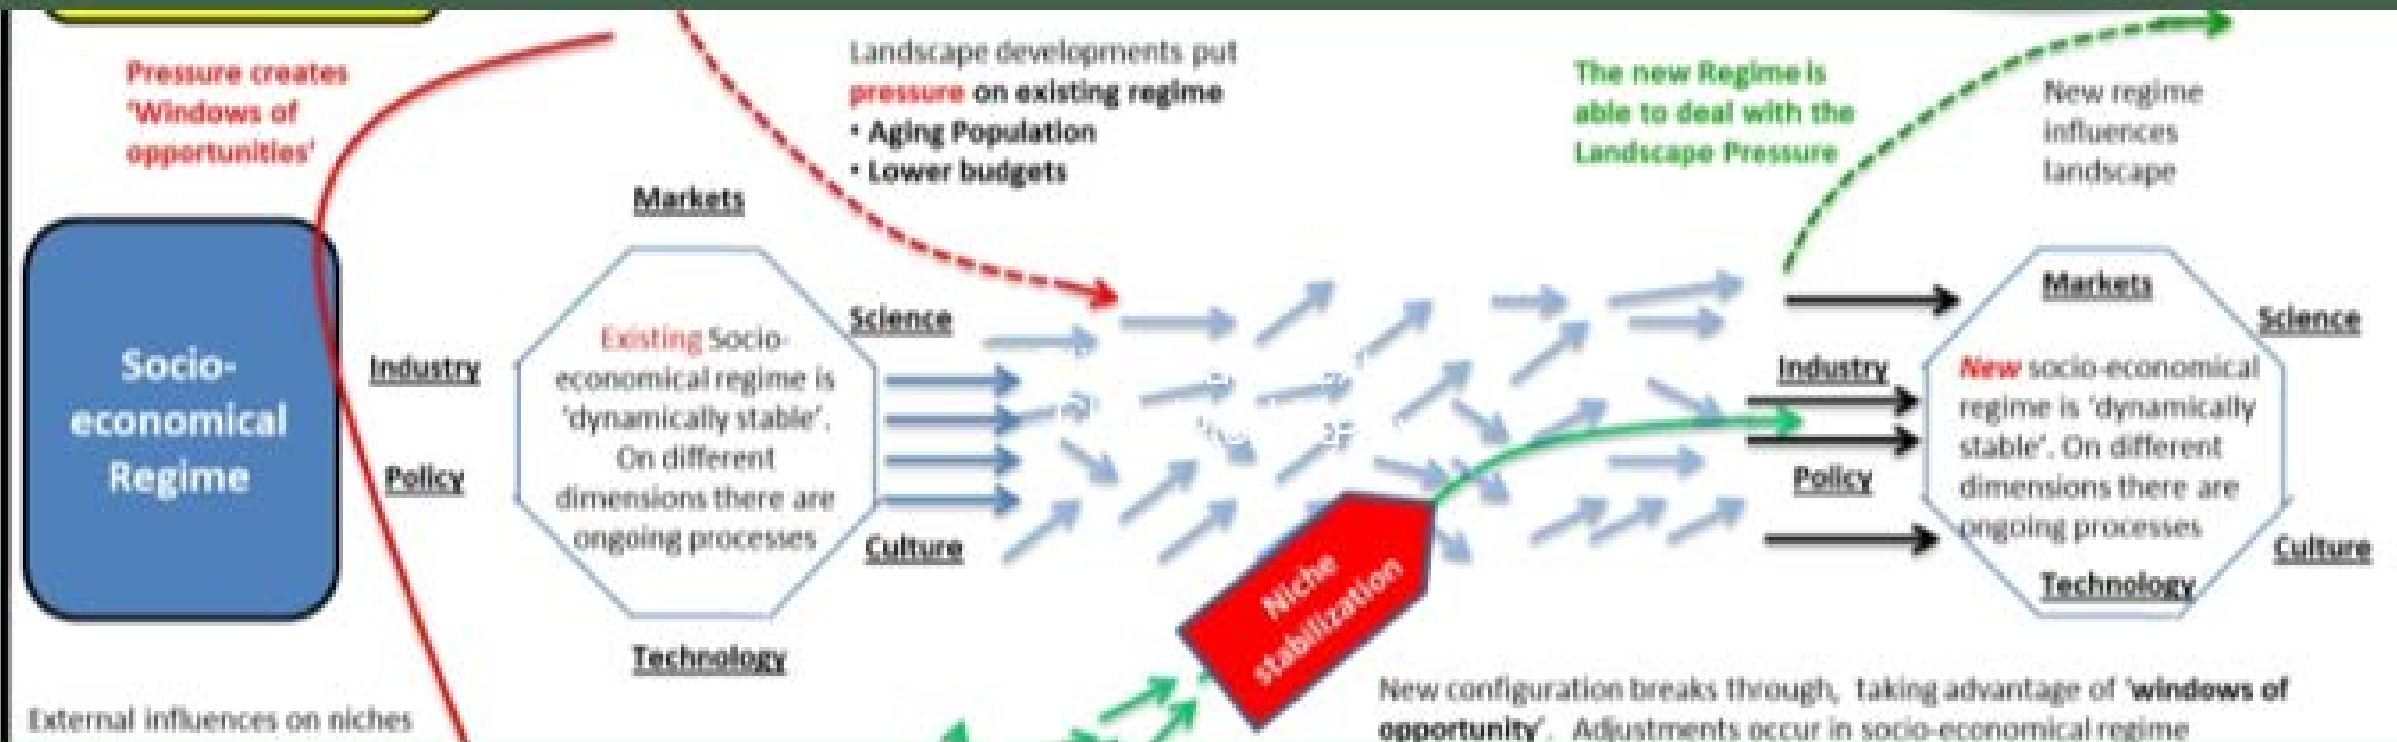 Pressure creates
'Windows of
opportunities'
Landscape developments put
pressure on existing regime
• Aging Population
• Lower budgets
The new Regime is
able to deal with the
Landscape Pressure
New regime
influences
landscape
Socio-
economical
Regime
Markets
Science
Industry
Policy
Culture
Technology
Existing Socio-
economical regime is
'dynamically stable'.
On different
dimensions there are
ongoing processes
Niche
stabilization
Markets
Science
Industry
Policy
Culture
Technology
New socio-economical
regime is 'dynamically
stable'. On different
dimensions there are
ongoing processes
External influences on niches
New configuration breaks through, taking advantage of 'windows of
opportunity'. Adjustments occur in socio-economical regime